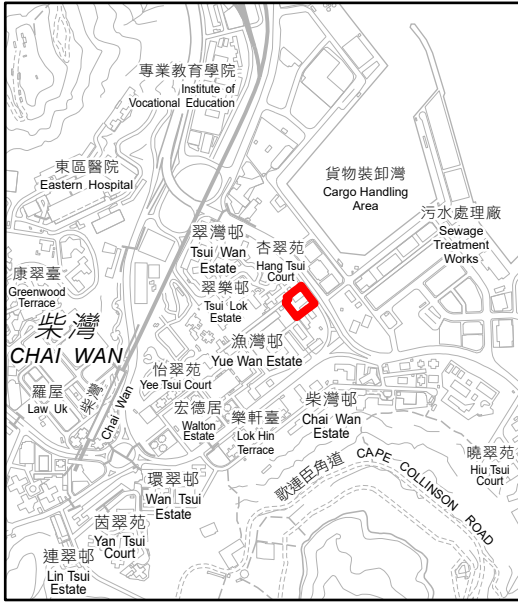 專業教育學院
Institute of
Vocational Education
東區醫院
Eastern Hospital
貨物裝卸灣
Cargo Handling
Area
污水處理廠
Sewage
Treatment
Works
翠灣邨
Tsui Wan
Estate
杏翠苑
Hang Tsui
Court
康翠臺
Greenwood
Terrace
翠樂邨
Tsui Lok
Estate
柴灣
CHAI WAN
漁灣邨
Yue Wan Estate
怡翠苑
Yee Tsui Court
羅屋
Law Uk
柴灣
Chai Wan
宏德居
Walton
Estate
樂軒臺
Lok Hin
Terrace
柴灣邨
Chai Wan
Estate
曉翠苑
Hiu Tsui
Court
環翠邨
Wan Tsui
Estate
歌連臣角道 CAPE COLLINSON ROAD
茵翠苑
Yan Tsui
Court
連翠邨
Lin Tsui
Estate